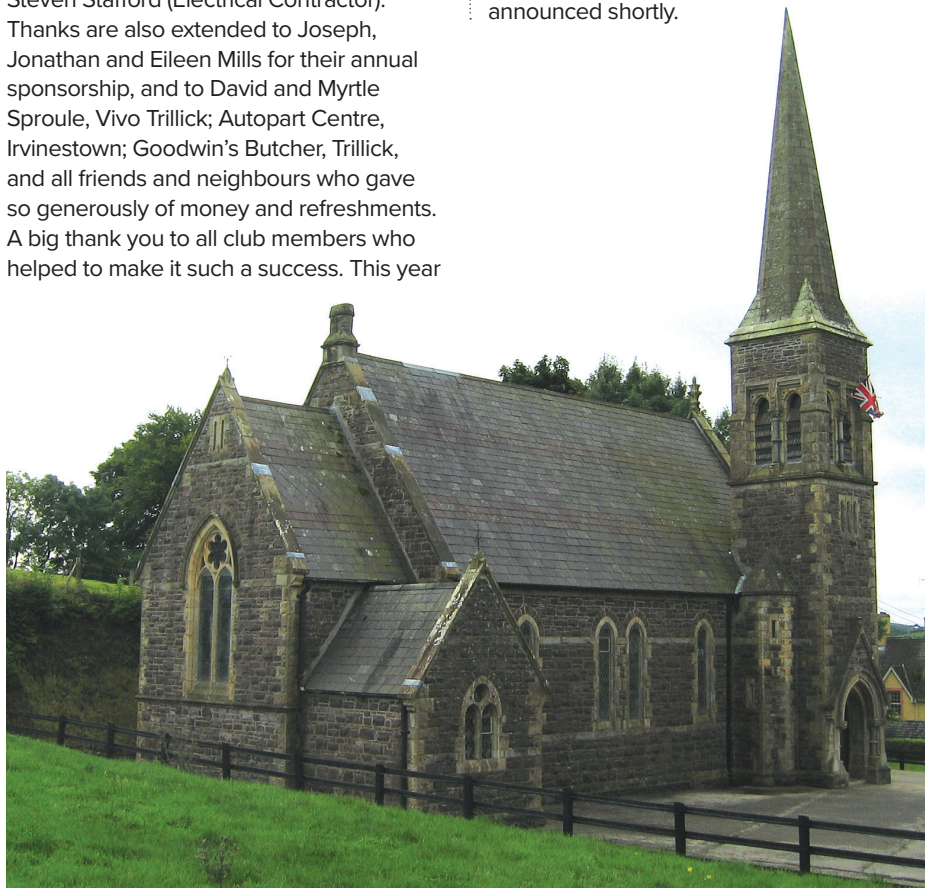 Steven Stafford (Electrical Contractor).
Thanks are also extended to Joseph,
Jonathan and Eileen Mills for their annual
sponsorship, and to David and Myrtle
Sproule, Vivo Trillick; Autopart Centre,
Irvinestown; Goodwin’s Butcher, Trillick,
and all friends and neighbours who gave
so generously of money and refreshments.
A big thank you to all club members who
helped to make it such a success. This year
announced shortly.